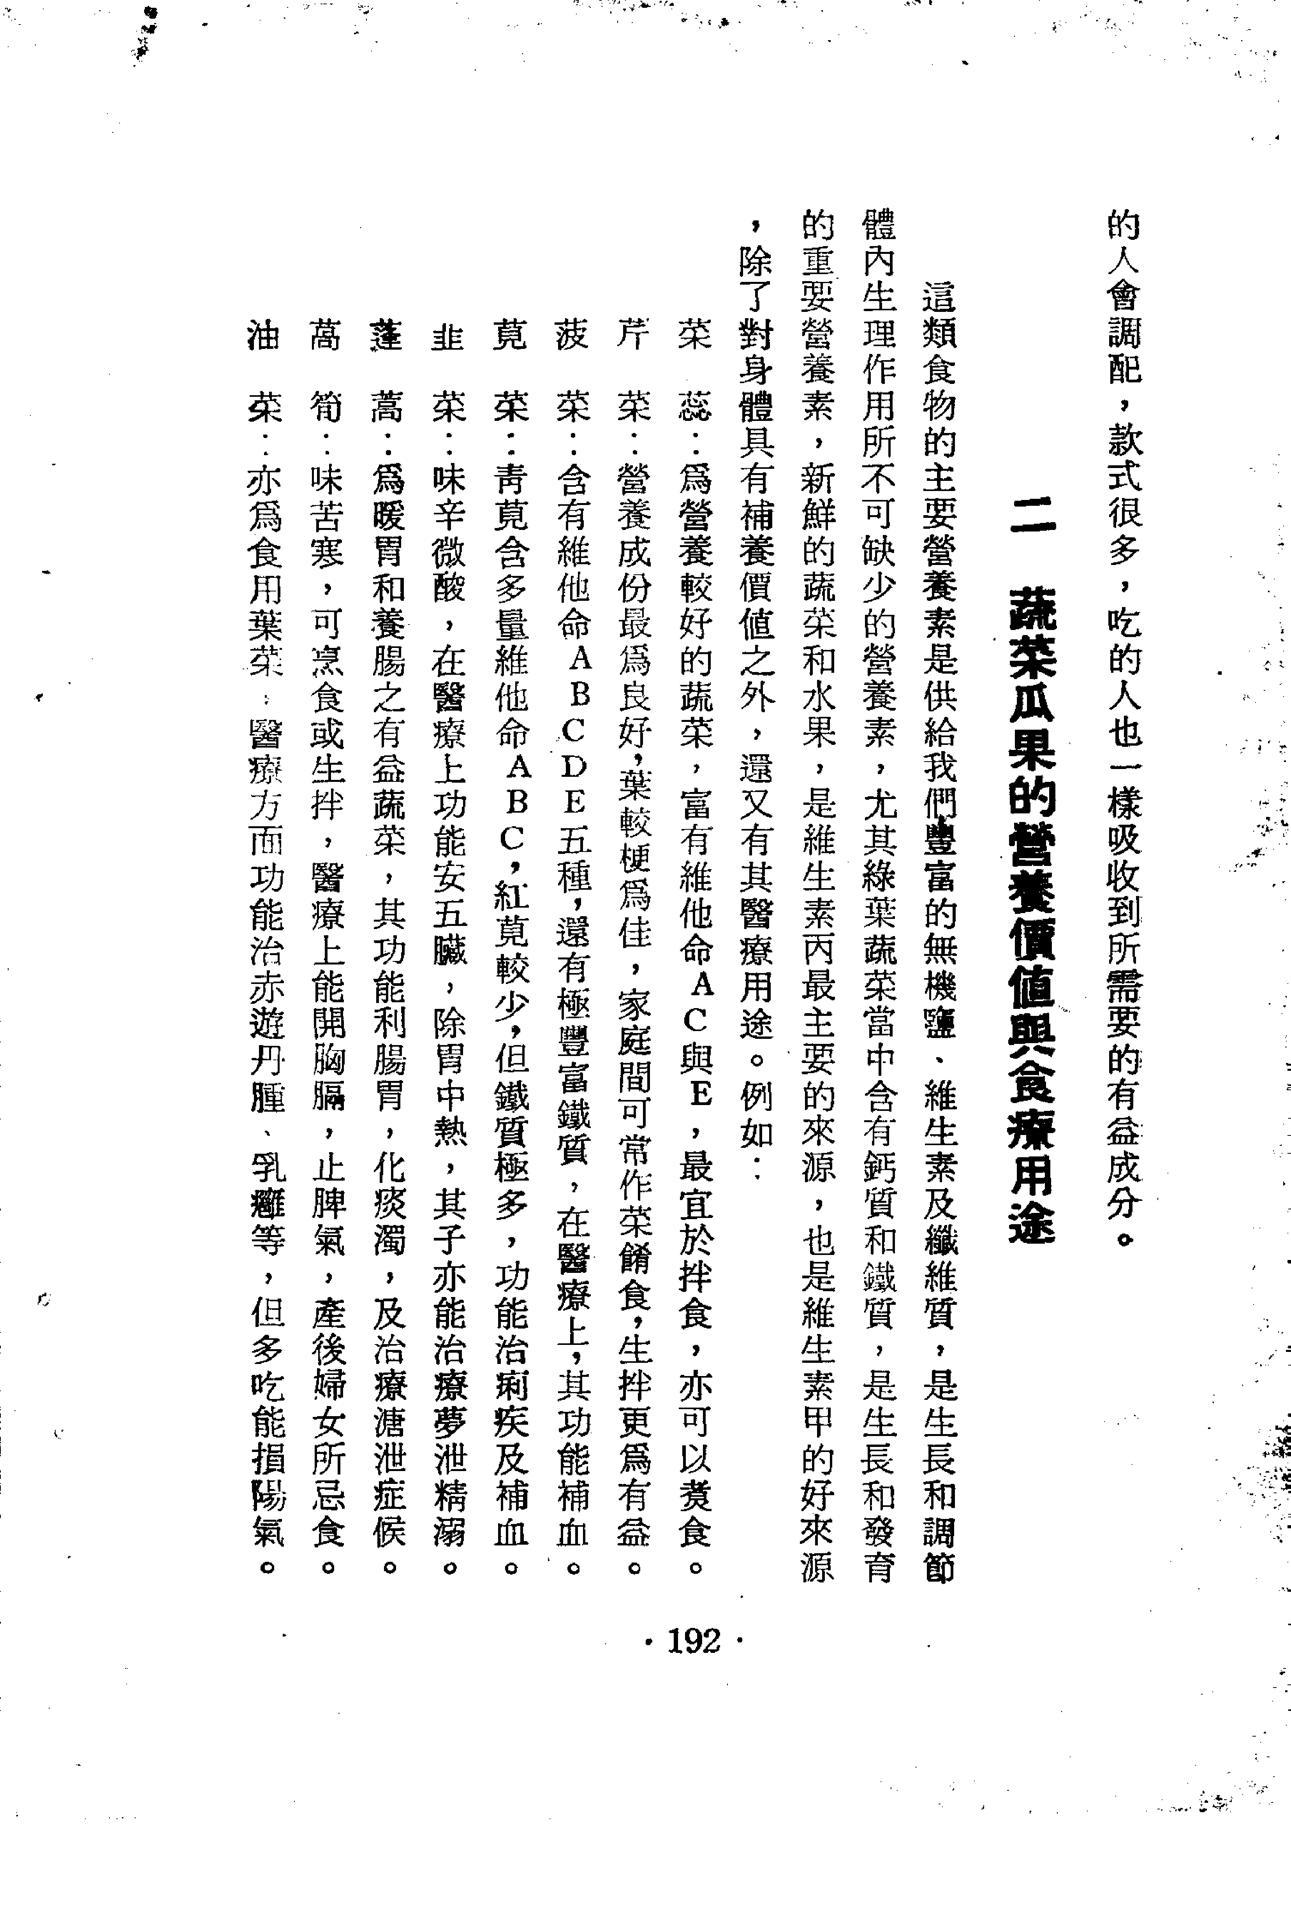 的人會調配，款式很多，吃的人也一樣吸收到所需要的有益成分。
二　蔬菜瓜果的營養價值與食療用途
這類食物的主要營養素是供給我們豐富的無機鹽、維生素及纖維質，是生長和調節
體內生理作用所不可缺少的營養素，尤其綠葉蔬菜當中含有鈣質和鐵質，是生長和發育
的重要營養素，新鮮的蔬菜和水果，是維生素丙最主要的來源，也是維生素甲的好來源
，除了對身體具有補養價值之外，還又有其醫療用途。例如：
菜　蕊：爲營養較好的蔬菜，富有維他命AC與E，最宜於拌食，亦可以煑食。
芹　菜：營養成份最爲良好，葉較梗爲佳，家庭間可常作菜餚食，生拌更爲有益。
菠　菜：含有維他命ABCDE五種，還有極豐富鐵質，在醫療上，其功能補血。
莧　菜：青莧含多量維他命ABC，紅莧較少，但鐵質極多，功能治痢疾及補血。
韭　菜：味辛微酸，在醫療上功能安五臟，除胃中熱，其子亦能治療夢泄精溺。
蓬　蒿：爲暖胃和養腸之有益蔬菜，其功能利腸胃，化痰濁，及治療溏泄症候。
萵　筍：味苦寒，可烹食或生拌，醫療上能開胸膈，止脾氣，產後婦女所忌食。
油　菜：亦爲食用葉菜，醫療方面功能治赤遊丹腫、乳癰等，但多吃能損陽氣。
·192·